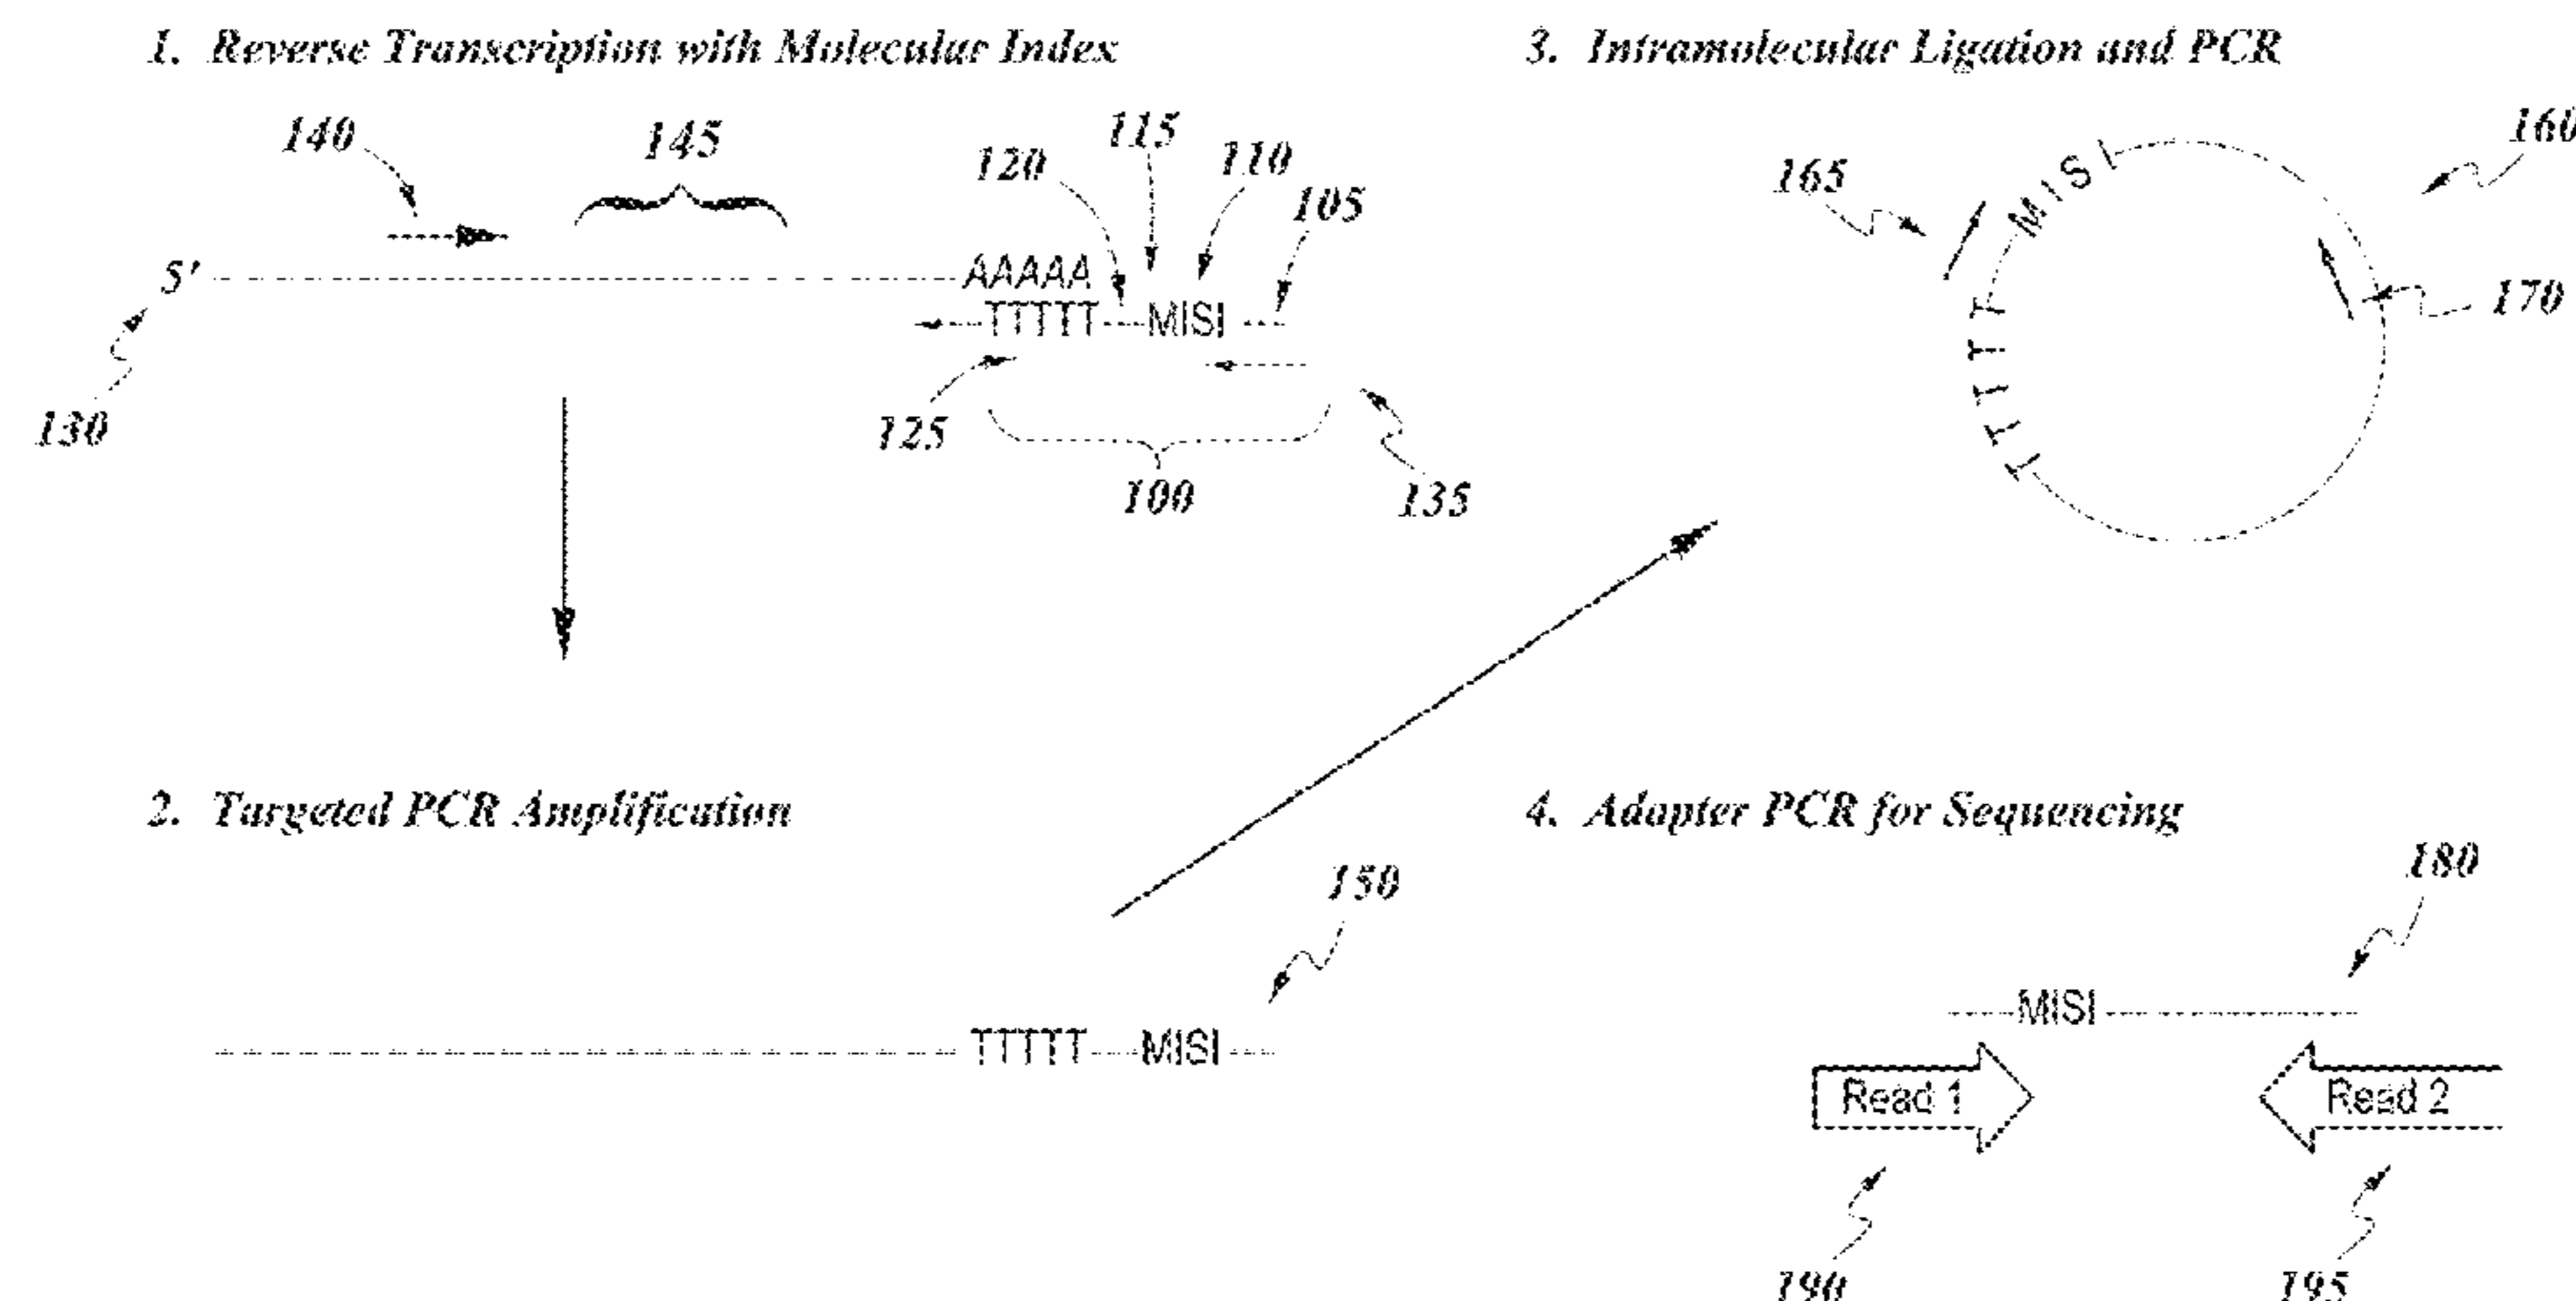 1. Reverse Transcription with Molecular Index
140
145
120
115
110
105
5'
AAAAA
TTTTT
MISI
130
125
100
135
2. Targeted PCR Amplification
150
TTTTT
MISI
3. Intramolecular Ligation and PCR
160
165
MISI
TTTTT
170
4. Adapter PCR for Sequencing
180
MISI
Read 1
Read 2
190
195